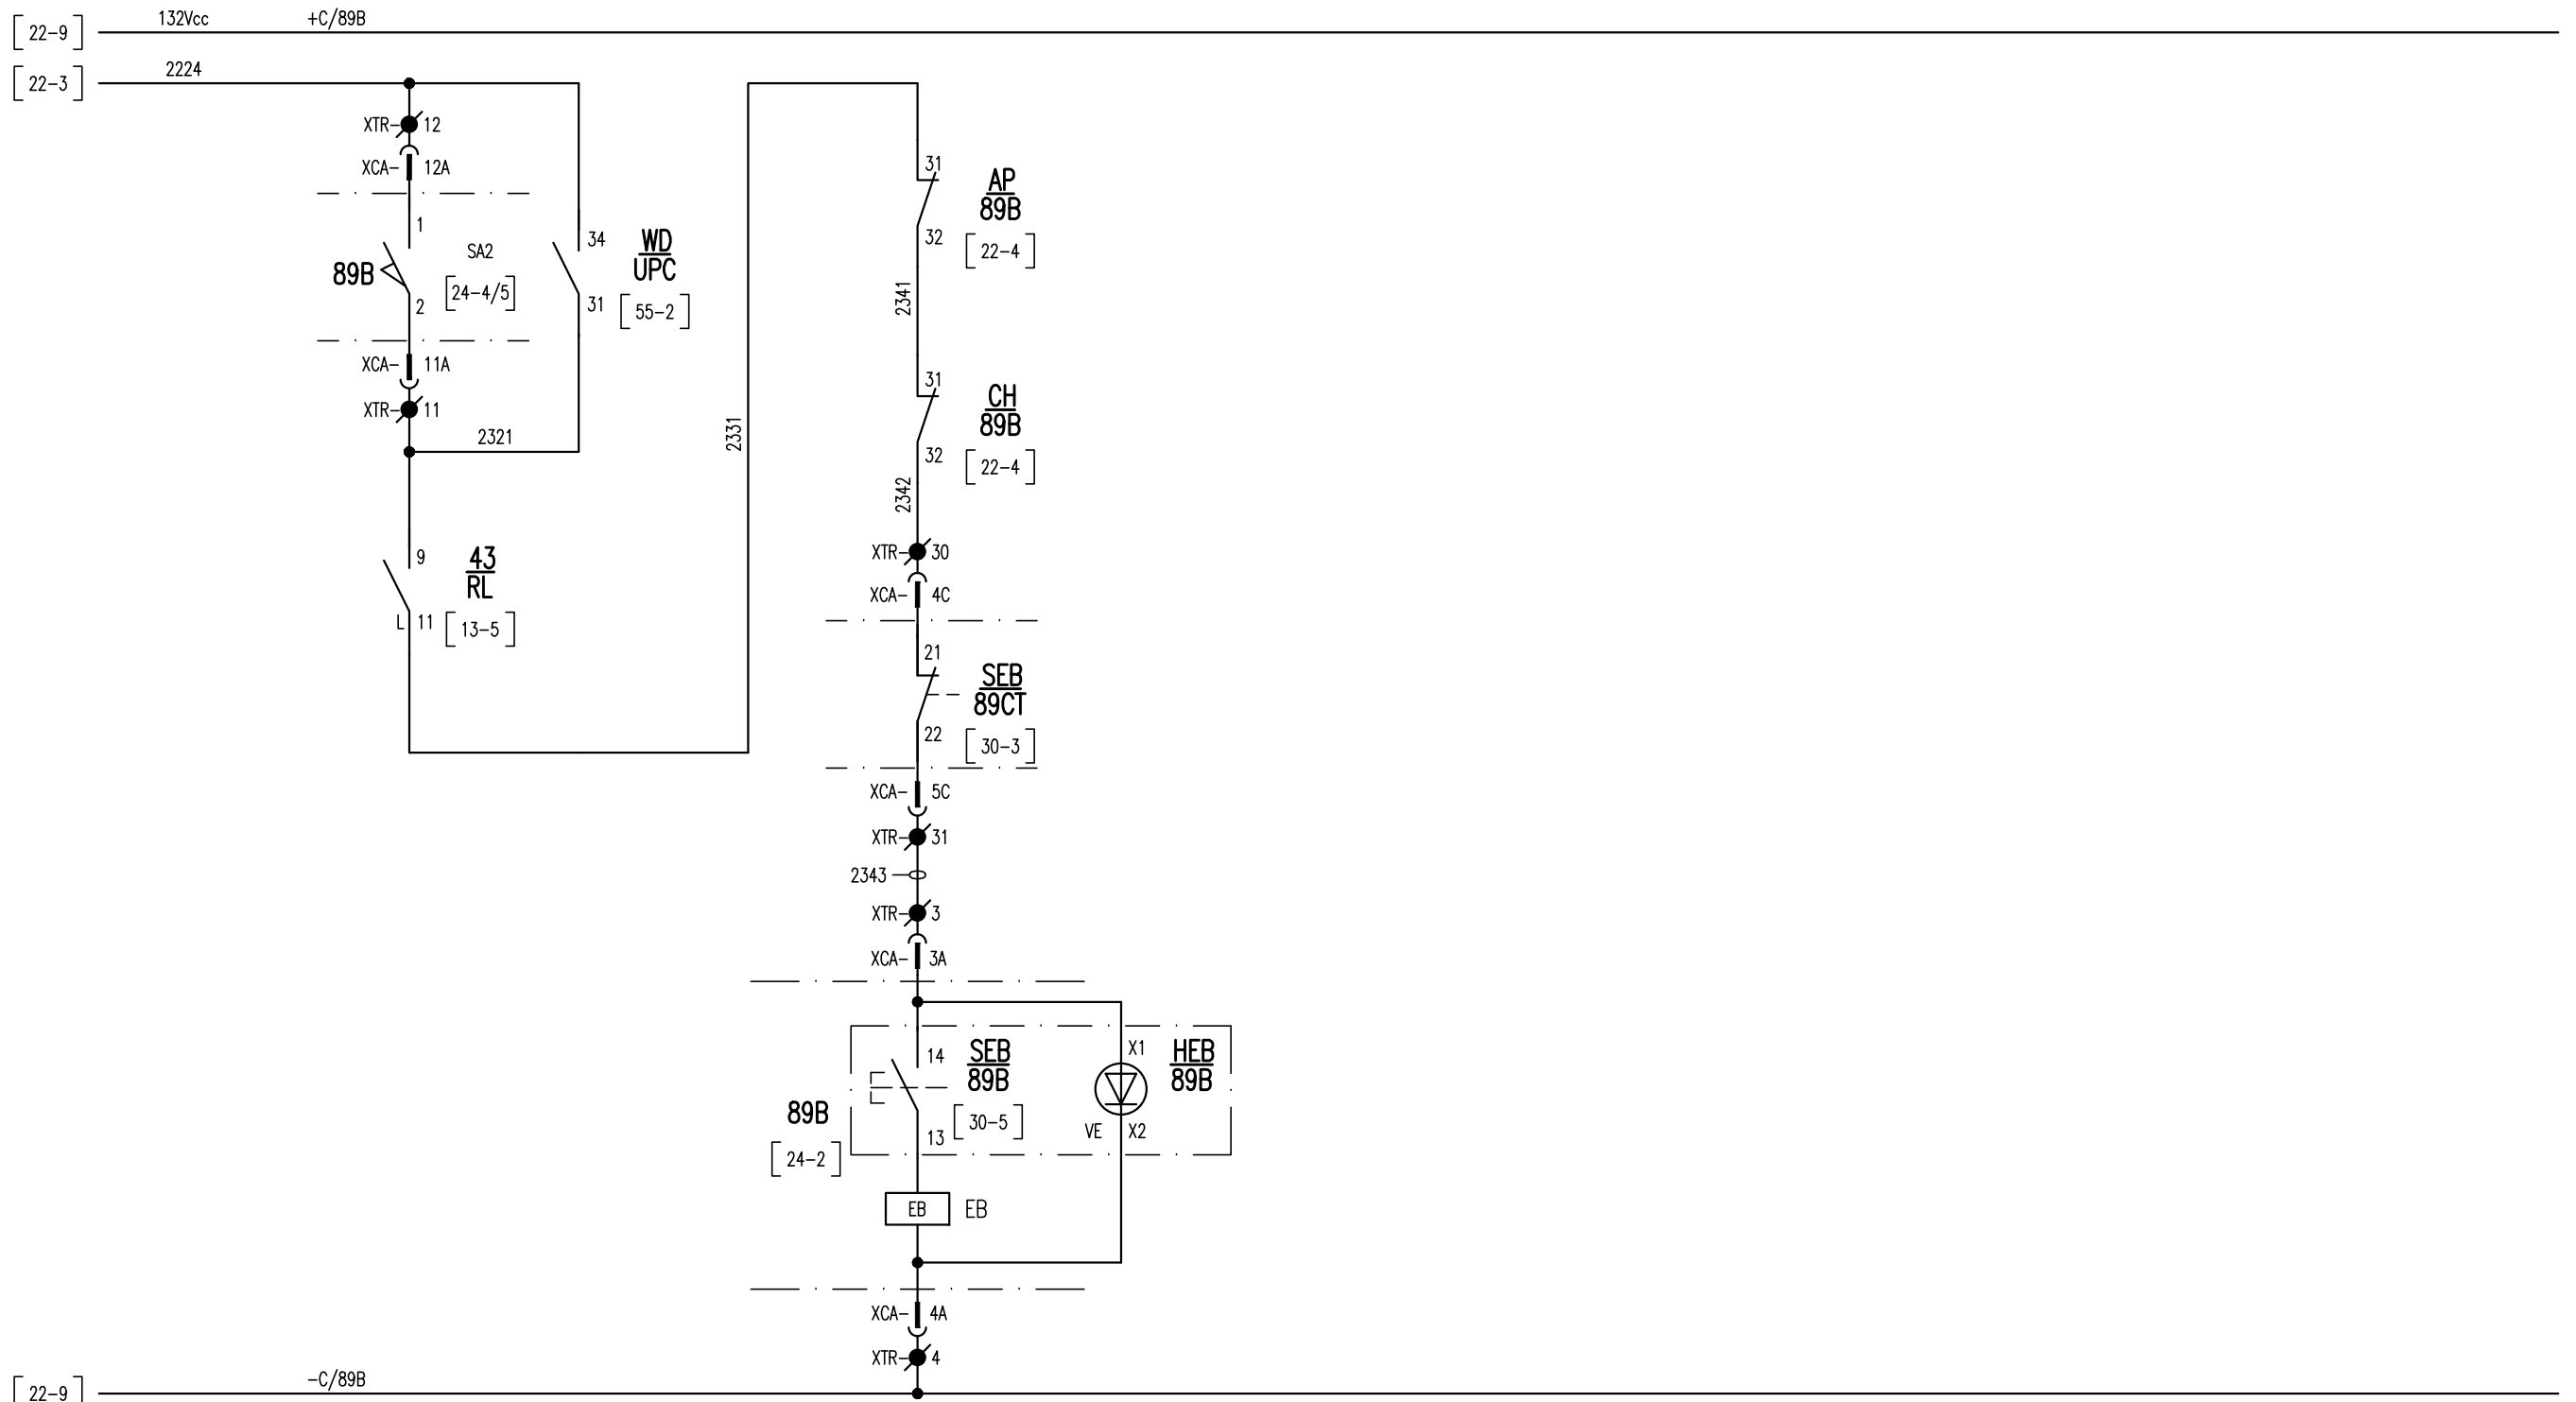 132Vcc
+C/89B
22-9
2224
22-3
XTR-
12
XCA-
12A
1
89B
SA2
24-4/5
2
XCA-
11A
XTR-
11
2321
34
WD
UPC
31
55-2
9
43
RL
L
11
13-5
2331
31
AP
89B
32
22-4
2341
31
CH
89B
32
22-4
2342
XTR-
30
XCA-
4C
21
SEB
89CT
22
30-3
XCA-
5C
XTR-
31
2343
XTR-
3
XCA-
3A
14
SEB
89B
X1
HEB
89B
89B
30-5
13
VE
X2
24-2
EB
EB
XCA-
4A
XTR-
4
-C/89B
22-9